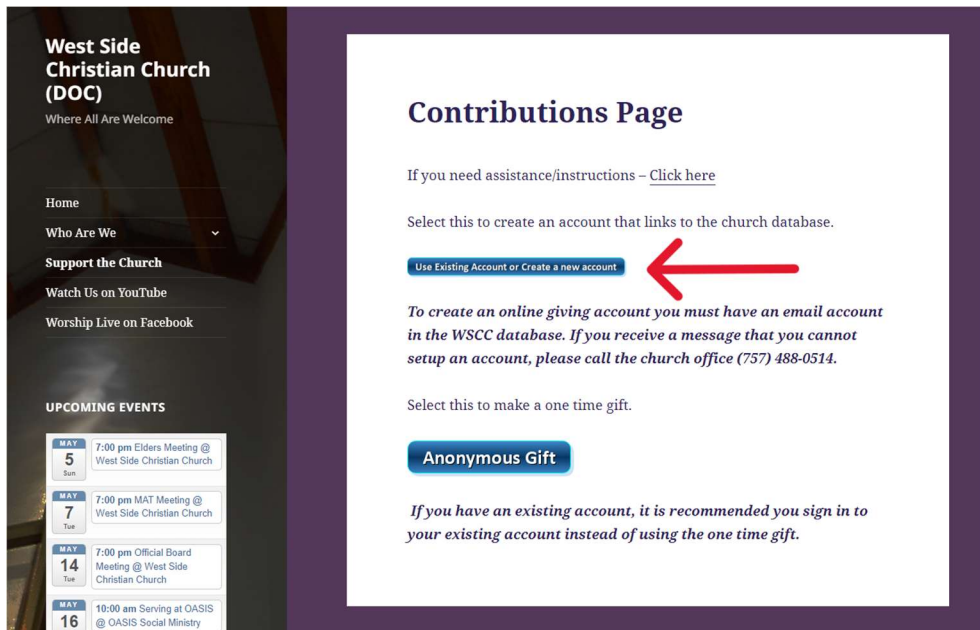 West Side
Christian Church
(DOC)
Where All Are Welcome
Home
Who Are We
Support the Church
Watch Us on YouTube
Worship Live on Facebook
UPCOMING EVENTS
MAY
5
Sun
7:00 pm Elders Meeting @
West Side Christian Church
MAY
7
Tue
7:00 pm MAT Meeting @
West Side Christian Church
MAY
14
Tue
7:00 pm Official Board
Meeting @ West Side
Christian Church
MAY
16
10:00 am Serving at OASIS
@ OASIS Social Ministry
Contributions Page
If you need assistance/instructions – Click here
Select this to create an account that links to the church database.
Use Existing Account or Create a new account
To create an online giving account you must have an email account
in the WSCC database. If you receive a message that you cannot
setup an account, please call the church office (757) 488-0514.
Select this to make a one time gift.
Anonymous Gift
If you have an existing account, it is recommended you sign in to
your existing account instead of using the one time gift.